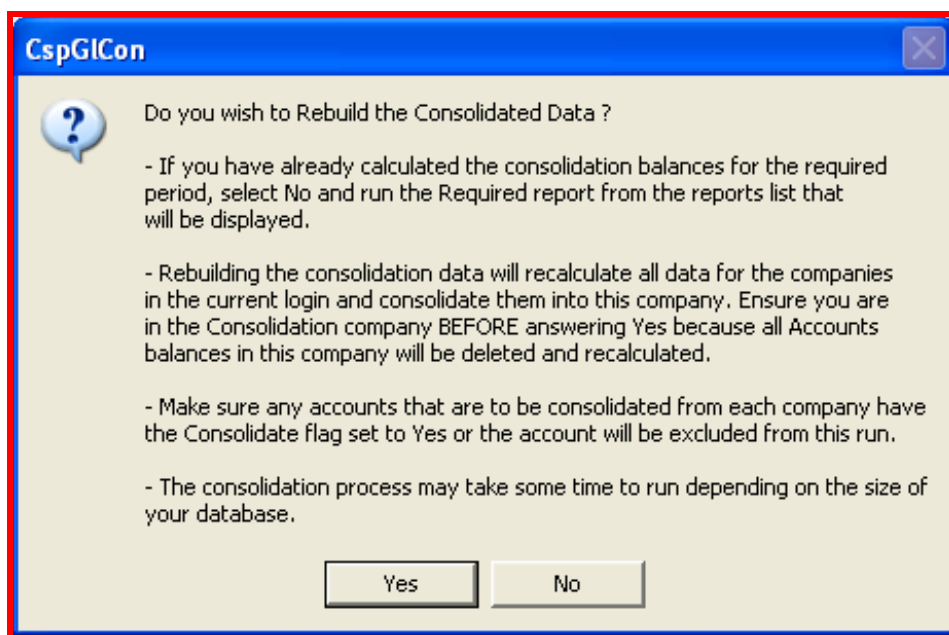 CspGlCon
Do you wish to Rebuild the Consolidated Data ?
- If you have already calculated the consolidation balances for the required
period, select No and run the Required report from the reports list that
will be displayed.
- Rebuilding the consolidation data will recalculate all data for the companies
in the current login and consolidate them into this company. Ensure you are
in the Consolidation company BEFORE answering Yes because all Accounts
balances in this company will be deleted and recalculated.
- Make sure any accounts that are to be consolidated from each company have
the Consolidate flag set to Yes or the account will be excluded from this run.
- The consolidation process may take some time to run depending on the size of
your database.
Yes
No